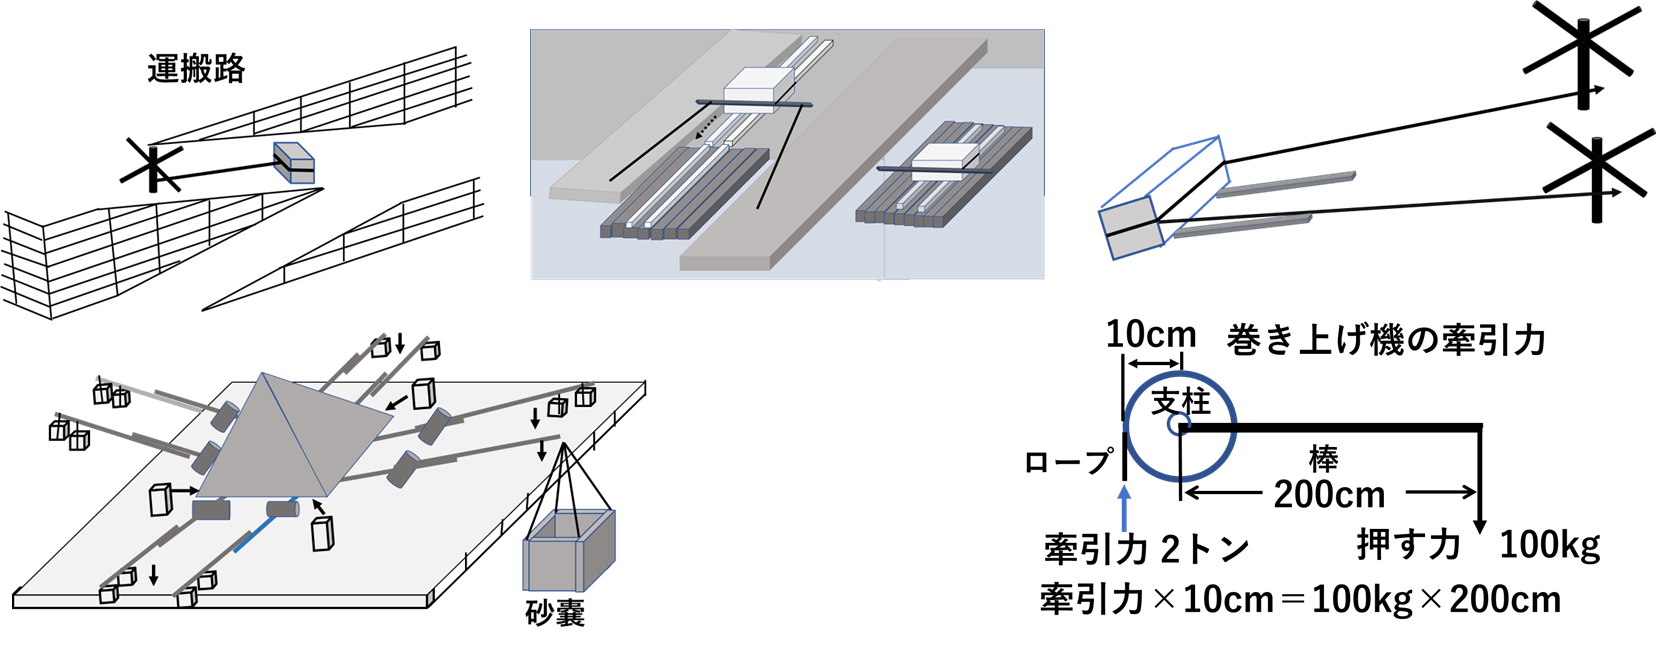 運搬路
10cm
巻き上げ機の牽引力
支柱
ロープ
棒
200cm
牽引力 2トン
押す力 100kg
牽引力×10cm=100kg×200cm
砂嚢